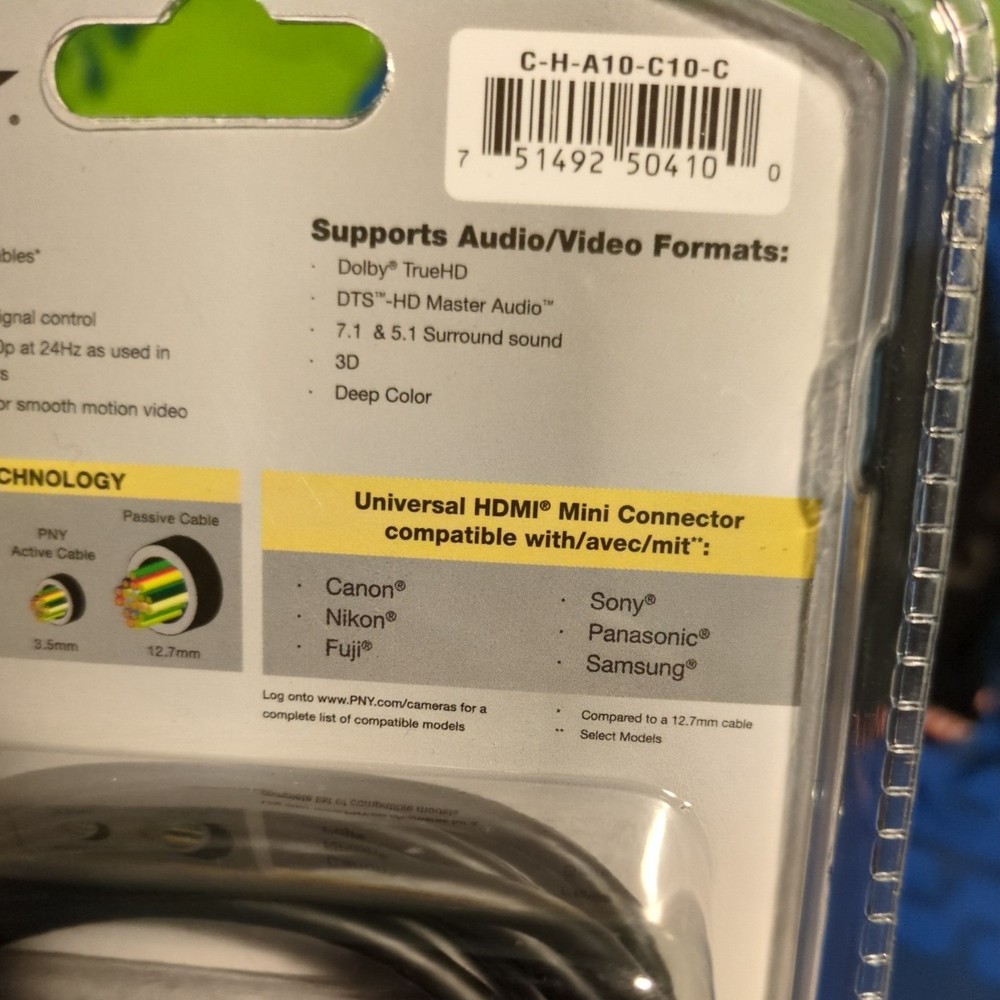 C-H-A10-C10-C
7 51492 50410 0
Supports Audio/Video Formats:
· Dolby® TrueHD
· DTS™-HD Master Audio™
· 7.1 & 5.1 Surround sound
· 3D
· Deep Color
bles*
ignal control
0p at 24Hz as used in
s
or smooth motion video
CHNOLOGY
PNY
Active Cable
Passive Cable
3.5mm
12.7mm
Universal HDMI® Mini Connector
compatible with/avec/mit**:
· Canon®
· Nikon®
· Fuji®
· Sony®
· Panasonic®
· Samsung®
Log onto www.PNY.com/cameras for a
complete list of compatible models
* Compared to a 12.7mm cable
** Select Models